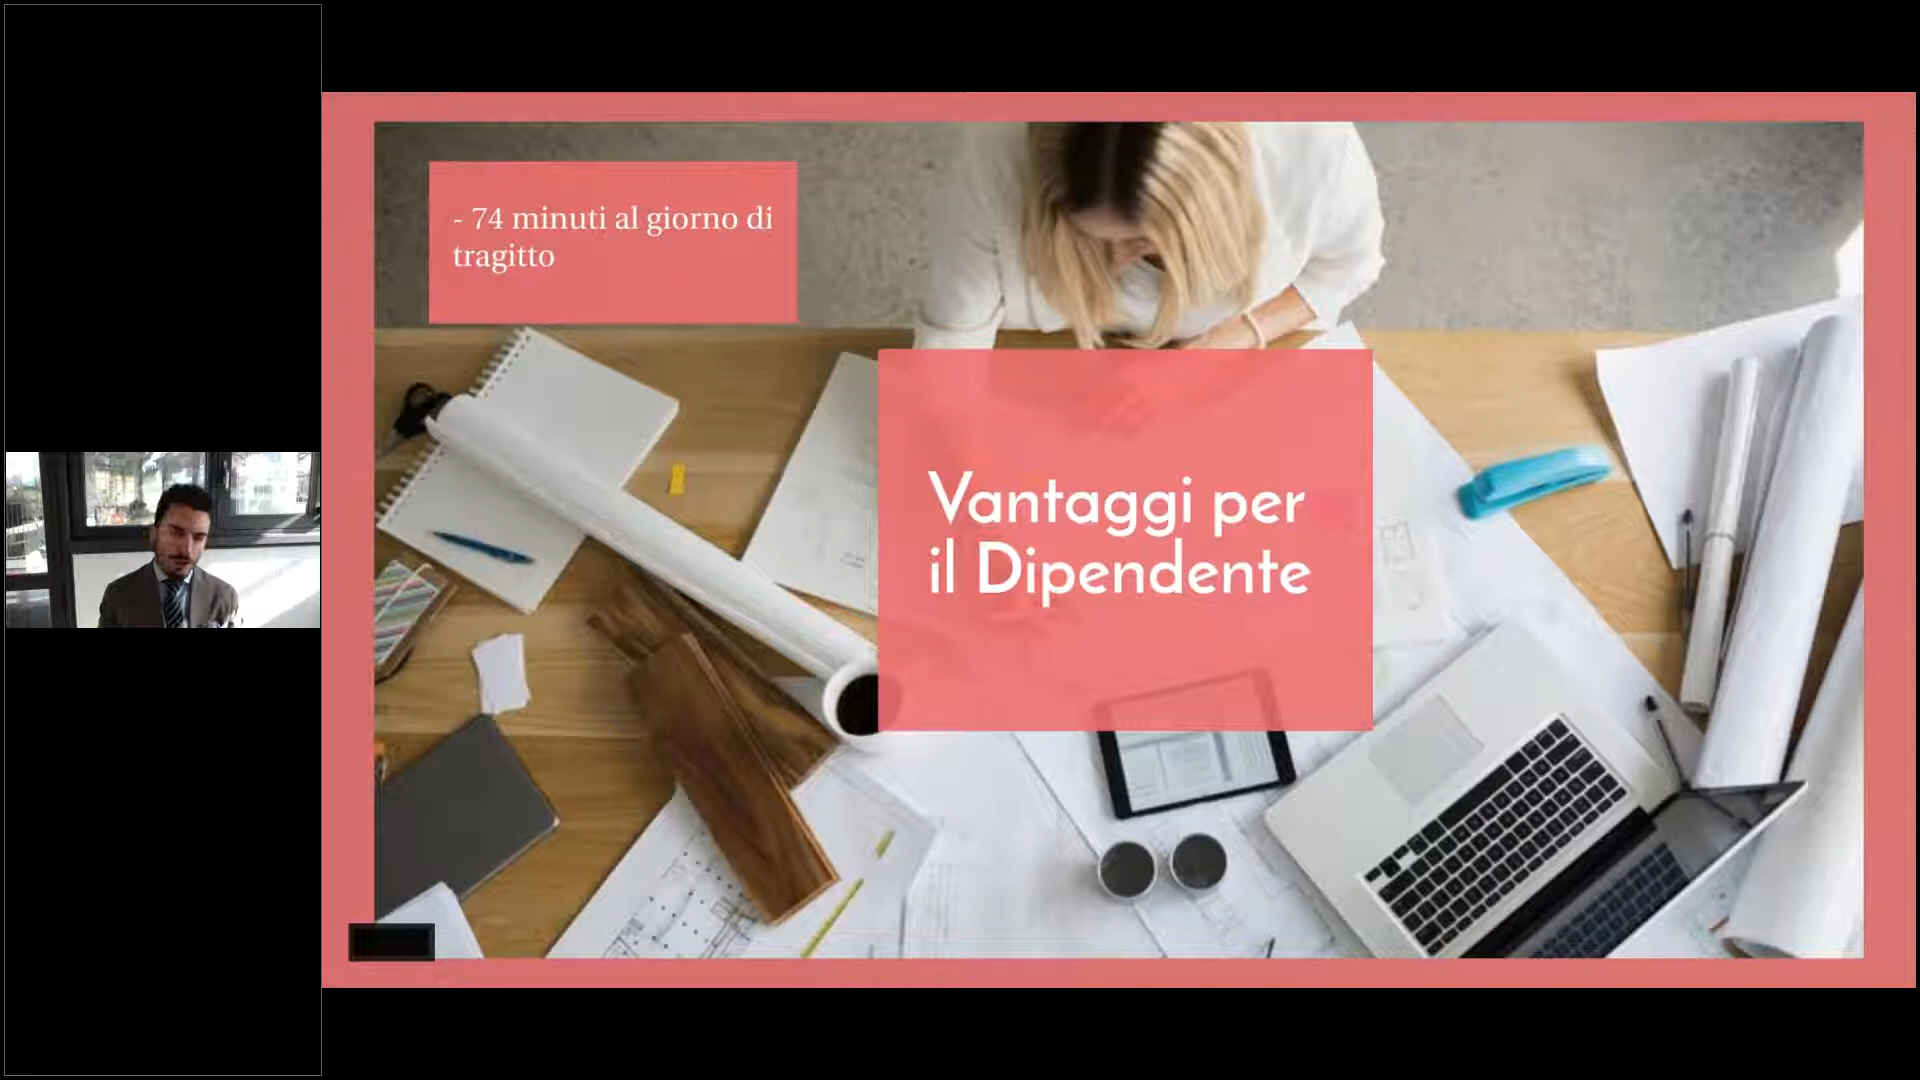 - 74 minuti al giorno di
tragitto
Vantaggi per
il Dipendente